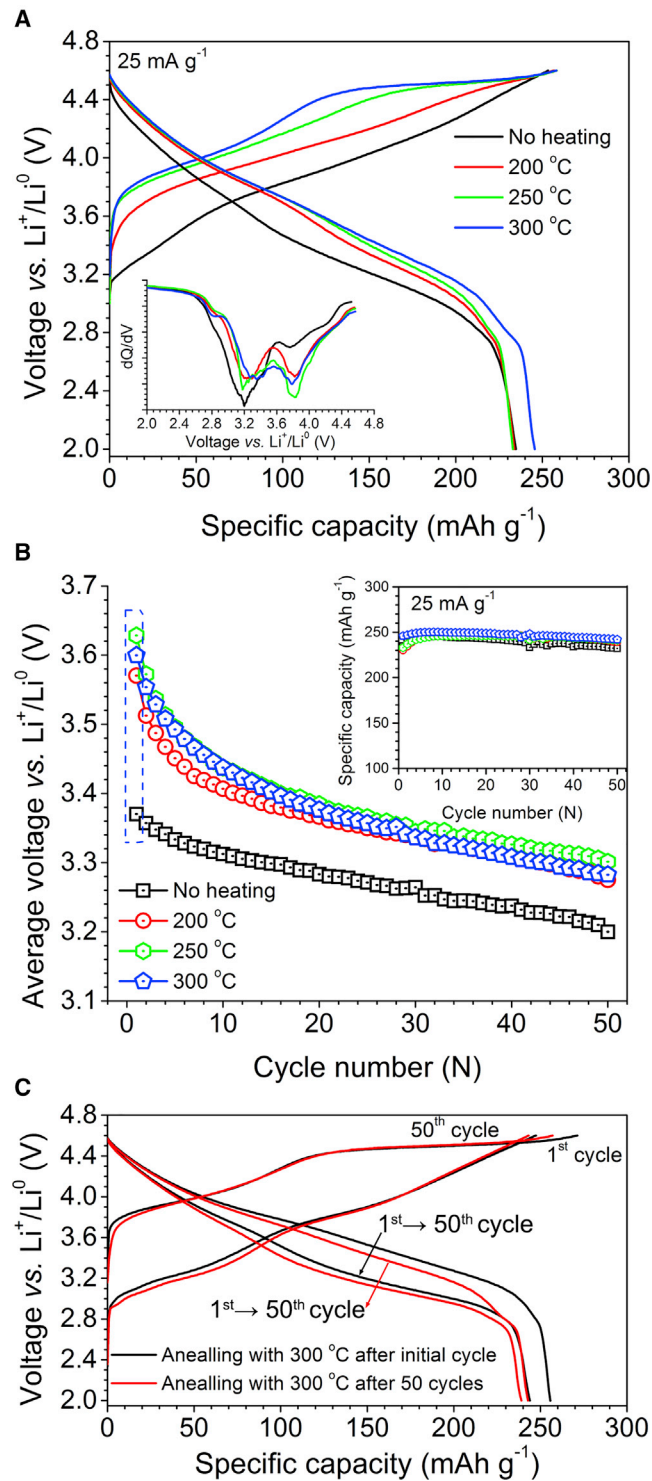 A
25 mA g⁻¹
4.8
4.4
4.0
3.6
3.2
2.8
2.4
2.0
Voltage vs. Li⁺/Li⁰ (V)
No heating
200 °C
250 °C
300 °C
dQ/dV
2.0 2.4 2.8 3.2 3.6 4.0 4.4 4.8
Voltage vs. Li⁺/Li⁰ (V)
0 50 100 150 200 250 300
Specific capacity (mAh g⁻¹)
B
3.7
3.6
3.5
3.4
3.3
3.2
3.1
Average voltage vs. Li⁺/Li⁰ (V)
25 mA g⁻¹
300
250
200
150
100
Specific capacity (mAh g⁻¹)
0 10 20 30 40 50
Cycle number (N)
No heating
200 °C
250 °C
300 °C
0 10 20 30 40 50
Cycle number (N)
C
4.8
4.4
4.0
3.6
3.2
2.8
2.4
2.0
Voltage vs. Li⁺/Li⁰ (V)
50ᵗʰ cycle
1ˢᵗ cycle
1ˢᵗ→ 50ᵗʰ cycle
1ˢᵗ→ 50ᵗʰ cycle
Anealling with 300 °C after initial cycle
Anealling with 300 °C after 50 cycles
0 50 100 150 200 250 300
Specific capacity (mAh g⁻¹)